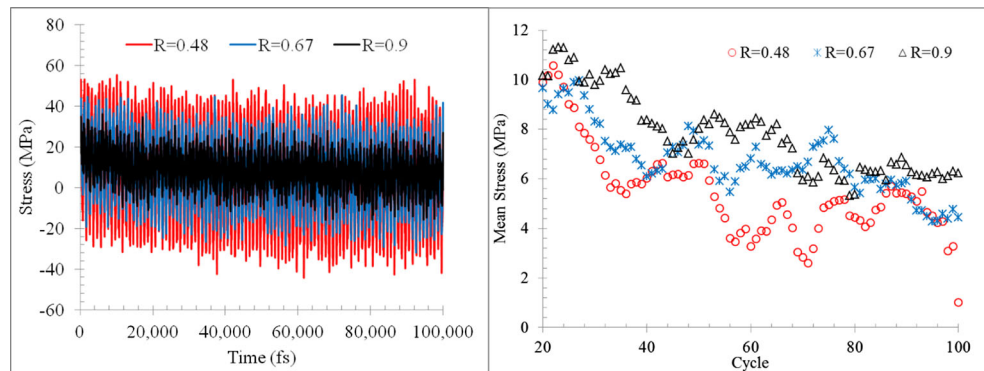 80
60
40
20
0
-20
-40
-60
Stress (MPa)
R=0.48 R=0.67 R=0.9
0 20,000 40,000 60,000 80,000 100,000
Time (fs)
12
10
8
6
4
2
0
Mean Stress (MPa)
R=0.48 R=0.67 R=0.9
20 40 60 80 100
Cycle